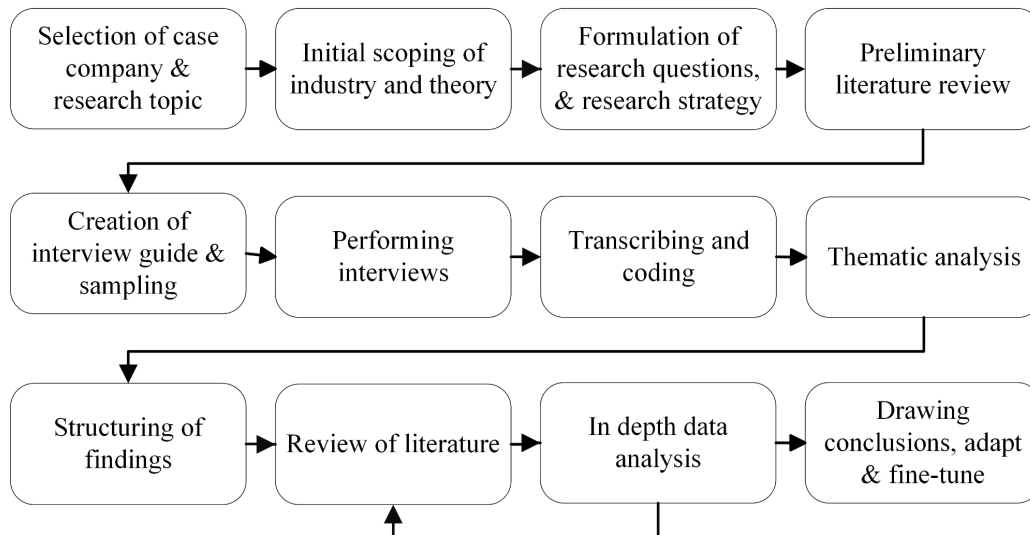 Selection of case
company &
research topic
Initial scoping of
industry and theory
Formulation of
research questions,
& research strategy
Preliminary
literature review
Creation of
interview guide &
sampling
Performing
interviews
Transcribing and
coding
Thematic analysis
Structuring of
findings
Review of literature
In depth data
analysis
Drawing
conclusions, adapt
& fine-tune